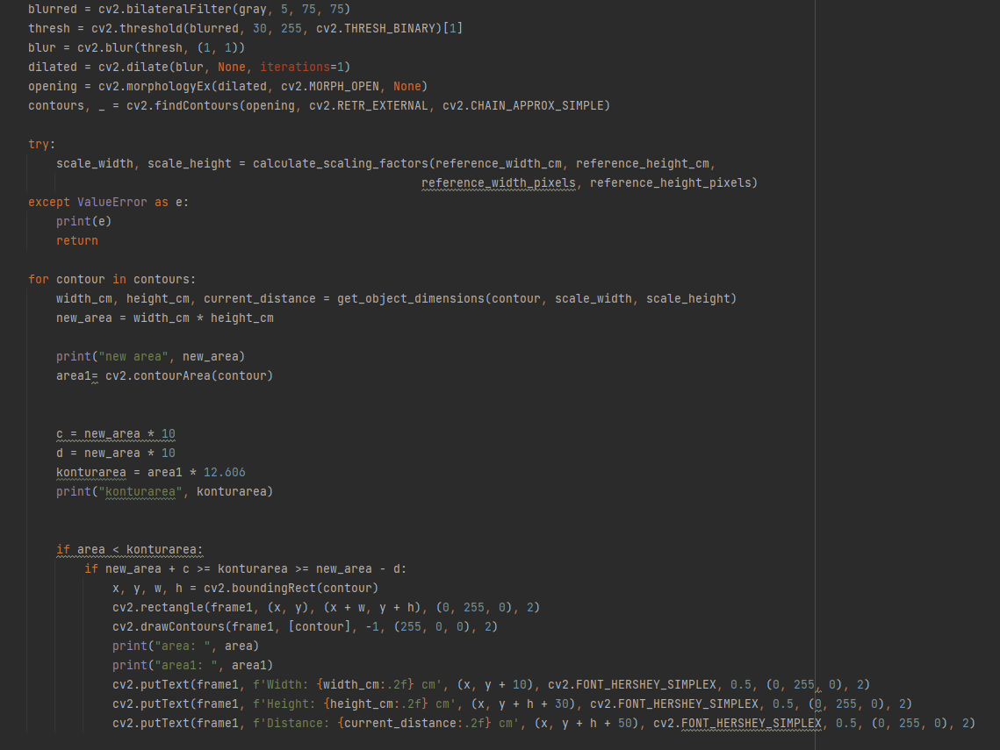 blurred = cv2.bilateralFilter(gray, 5, 75, 75)
thresh = cv2.threshold(blurred, 30, 255, cv2.THRESH_BINARY)[1]
blur = cv2.blur(thresh, (1, 1))
dilated = cv2.dilate(blur, None, iterations=1)
opening = cv2.morphologyEx(dilated, cv2.MORPH_OPEN, None)
contours, _ = cv2.findContours(opening, cv2.RETR_EXTERNAL, cv2.CHAIN_APPROX_SIMPLE)

try:
    scale_width, scale_height = calculate_scaling_factors(reference_width_cm, reference_height_cm,
                                                        reference_width_pixels, reference_height_pixels)
except ValueError as e:
    print(e)
    return

for contour in contours:
    width_cm, height_cm, current_distance = get_object_dimensions(contour, scale_width, scale_height)
    new_area = width_cm * height_cm

    print("new area", new_area)
    area1= cv2.contourArea(contour)


    c = new_area * 10
    d = new_area * 10
    konturarea = area1 * 12.606
    print("konturarea", konturarea)


    if area < konturarea:
        if new_area + c >= konturarea >= new_area - d:
            x, y, w, h = cv2.boundingRect(contour)
            cv2.rectangle(frame1, (x, y), (x + w, y + h), (0, 255, 0), 2)
            cv2.drawContours(frame1, [contour], -1, (255, 0, 0), 2)
            print("area: ", area)
            print("area1: ", area1)
            cv2.putText(frame1, f'Width: {width_cm:.2f} cm', (x, y + 10), cv2.FONT_HERSHEY_SIMPLEX, 0.5, (0, 255, 0), 2)
            cv2.putText(frame1, f'Height: {height_cm:.2f} cm', (x, y + h + 30), cv2.FONT_HERSHEY_SIMPLEX, 0.5, (0, 255, 0), 2)
            cv2.putText(frame1, f'Distance: {current_distance:.2f} cm', (x, y + h + 50), cv2.FONT_HERSHEY_SIMPLEX, 0.5, (0, 255, 0), 2)